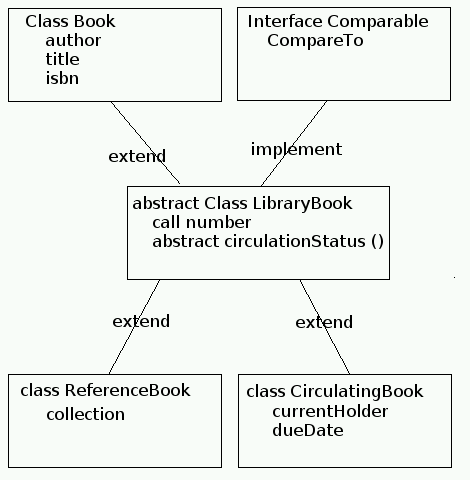 Class Book
author
title
isbn
Interface Comparable
CompareTo
extend
implement
abstract Class LibraryBook
call number
abstract circulationStatus ()
extend
extend
class ReferenceBook
collection
class CirculatingBook
currentHolder
dueDate